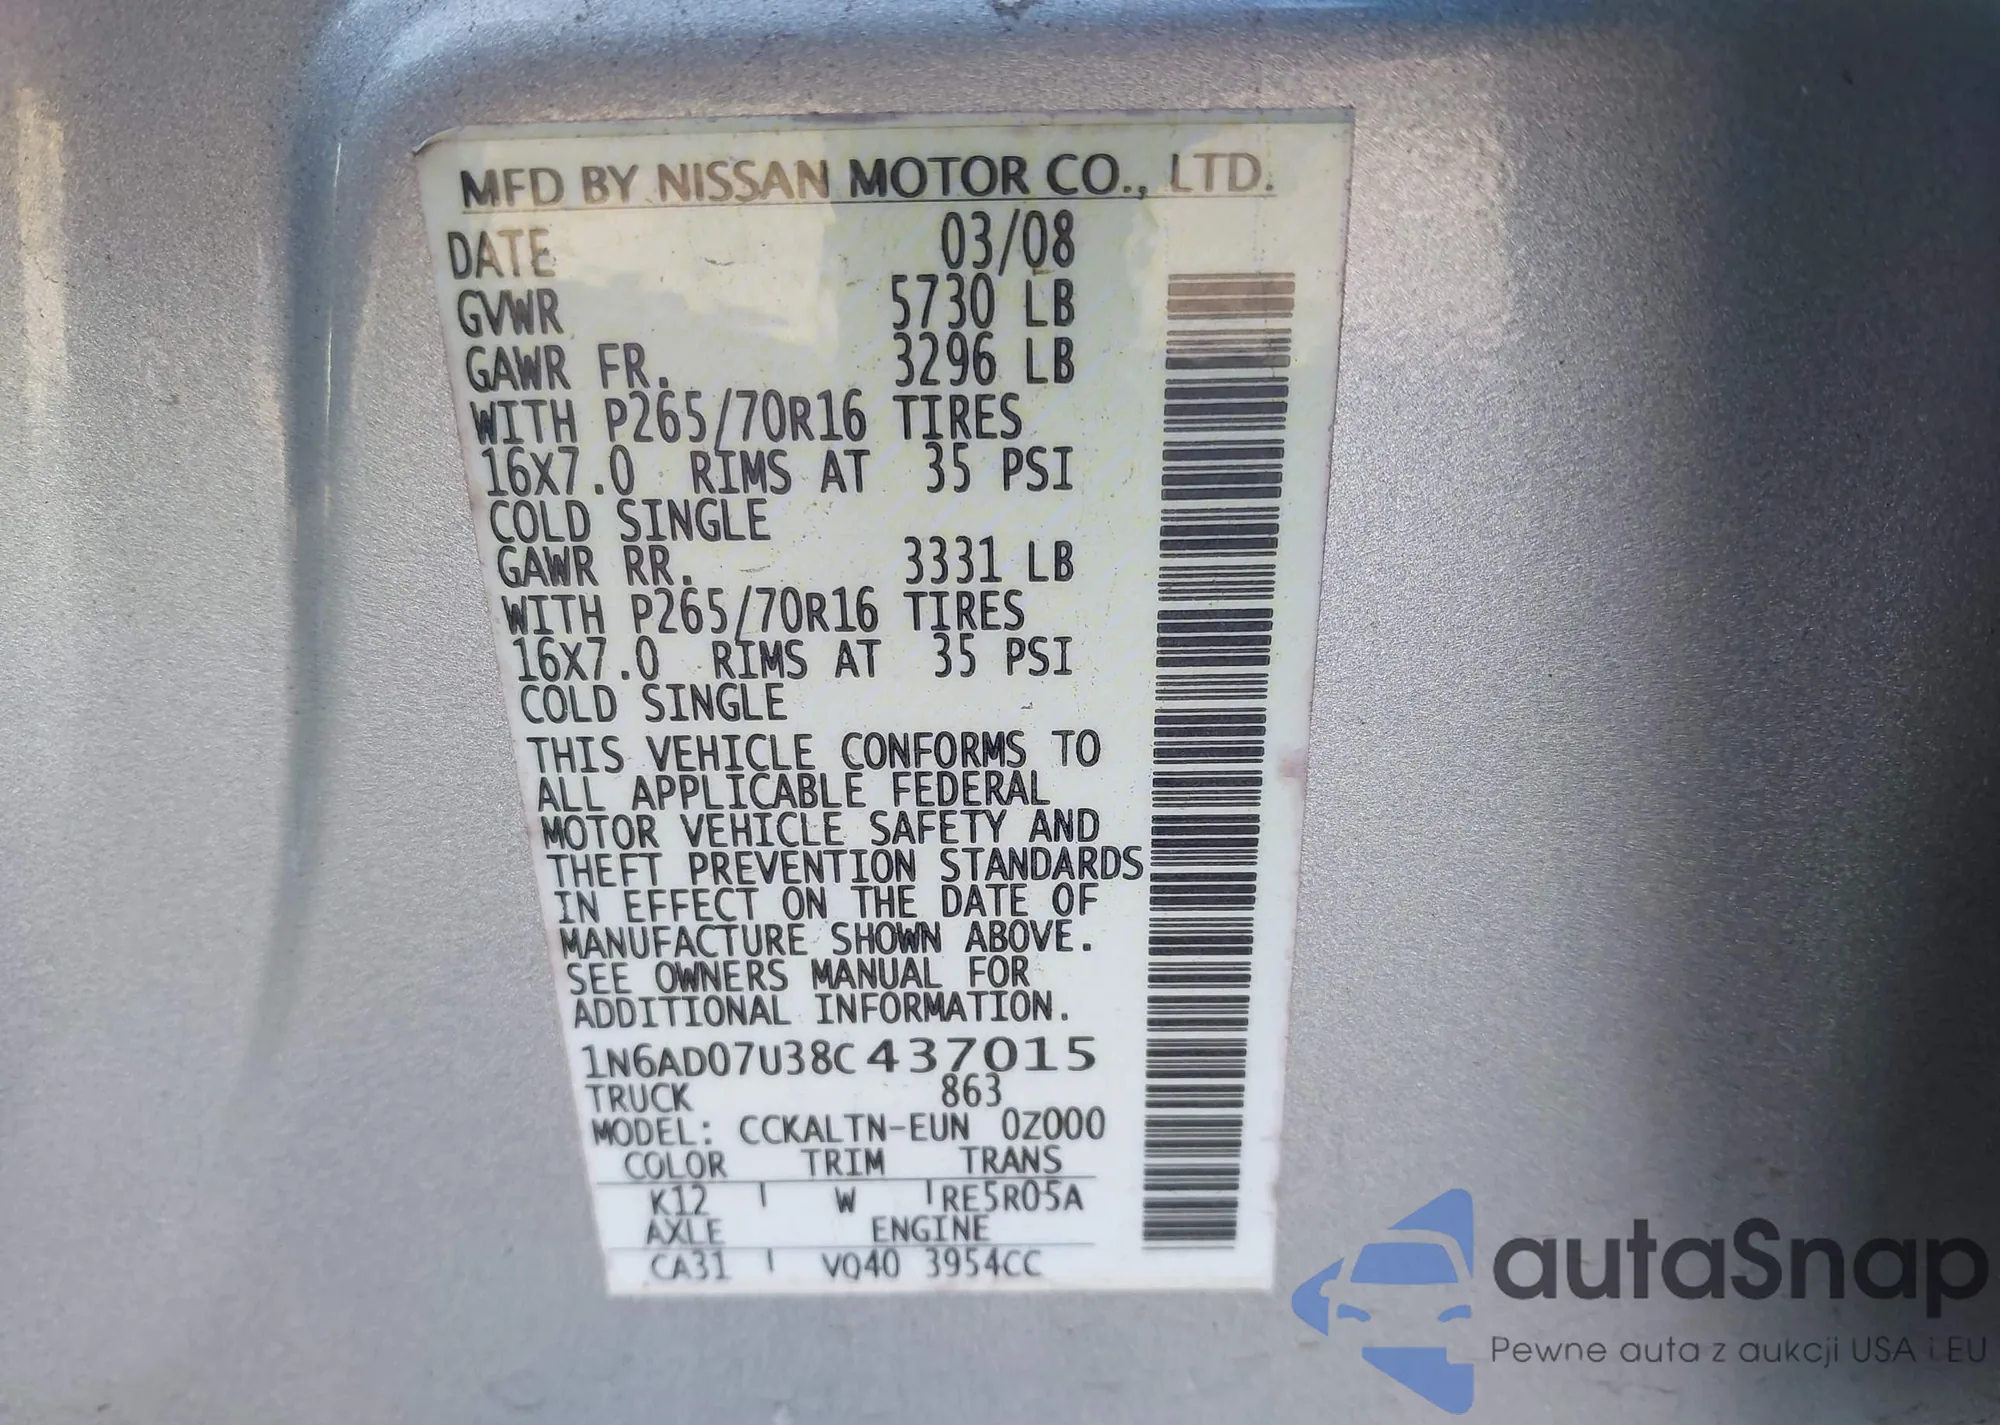 MFD BY NISSAN MOTOR CO., LTD.
DATE 03/08
GVWR 5730 LB
GAWR FR. 3296 LB
WITH P265/70R16 TIRES
16X7.0 RIMS AT 35 PSI
COLD SINGLE
GAWR RR. 3331 LB
WITH P265/70R16 TIRES
16X7.0 RIMS AT 35 PSI
COLD SINGLE
THIS VEHICLE CONFORMS TO
ALL APPLICABLE FEDERAL
MOTOR VEHICLE SAFETY AND
THEFT PREVENTION STANDARDS
IN EFFECT ON THE DATE OF
MANUFACTURE SHOWN ABOVE.
SEE OWNERS MANUAL FOR
ADDITIONAL INFORMATION.
1N6AD07U38C437015
TRUCK 863
MODEL: CCKALTN-EUN 0Z000
COLOR TRIM TRANS
K12 W RE5R05A
AXLE ENGINE
CA31 VQ40 3954CC
autaSnap
Pewne auta z aukcji USA i EU